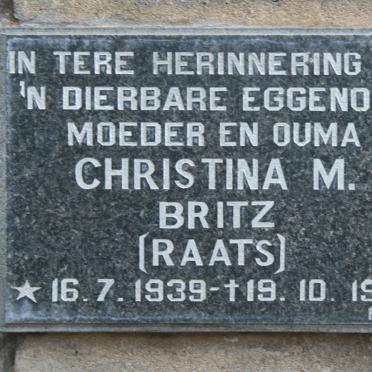 IN TERE HERINNERING
'N DIERBARE EGGENO
MOEDER EN OUMA
CHRISTINA M.
BRITZ
(RAATS)
★ 16.7.1939-†19.10.19